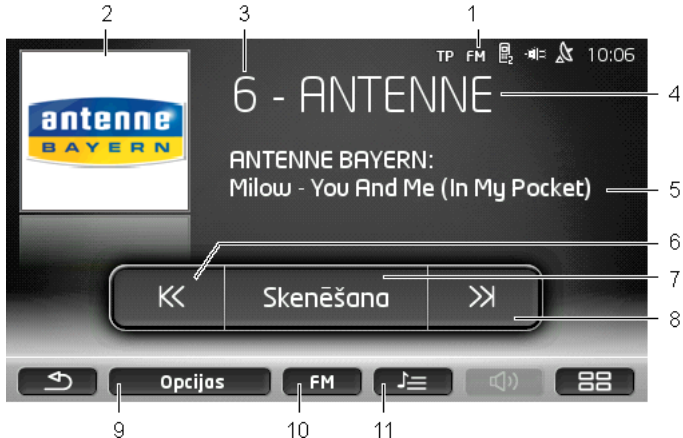 2 3 1
TP FM 2 10:06
6 - ANTENNE 4
antenne
BAYERN
ANTENNE BAYERN:
Milow - You And Me (In My Pocket) 5
6
Skenēšana 7
8
Opcijas FM
9 10 11